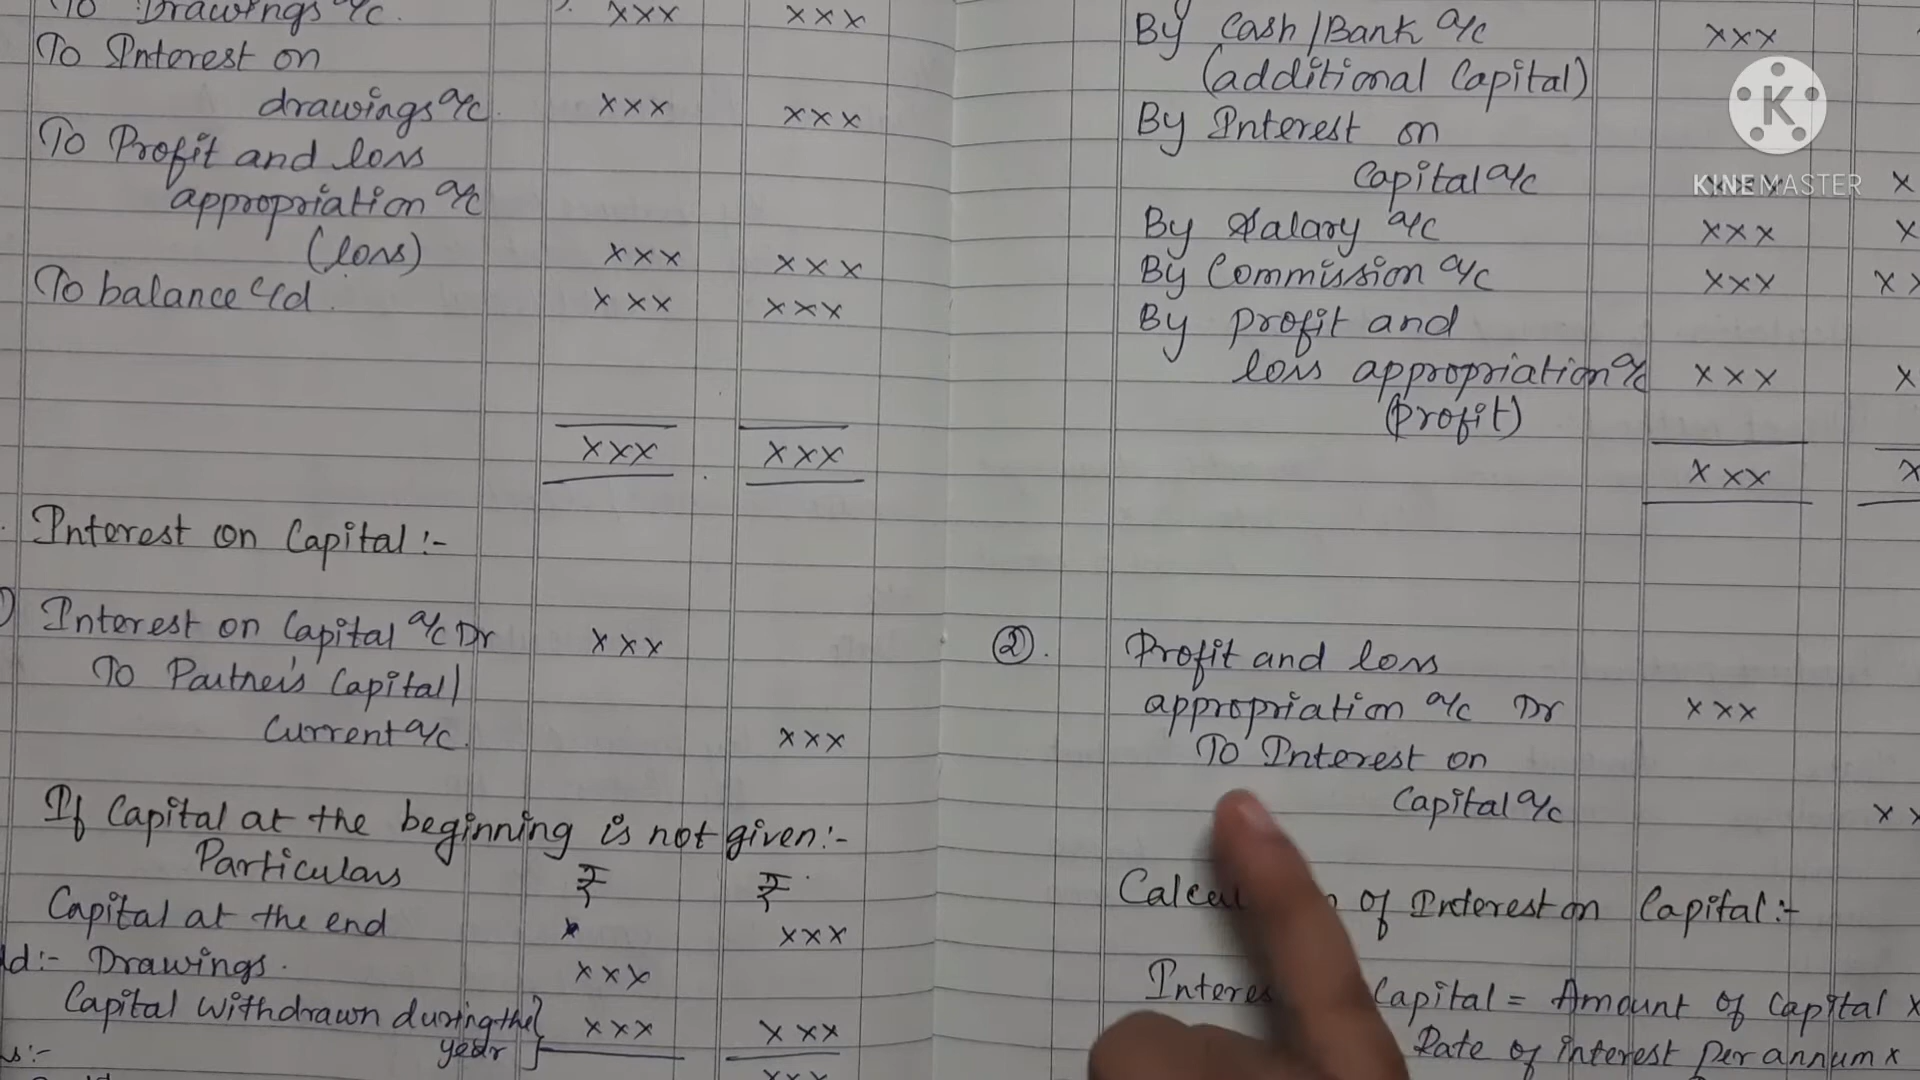 To Drawings a/c. xxx xxx
To Interest on
drawings a/c. xxx xxx
To Profit and loss
appropriation a/c
(loss) xxx xxx
To balance c/d. xxx xxx
xxx xxx
Interest on Capital :-
Interest on Capital a/c Dr xxx
To Partner's Capital/
Current a/c. xxx
If Capital at the beginning is not given :-
Particulars ₹ ₹
Capital at the end xxx
d:- Drawings. xxx
Capital withdrawn during the xxx xxx
year
s:-
xxx
By Cash/Bank a/c xxx
(additional Capital)
By Interest on
Capital a/c x
By Salary a/c xxx x
By Commission a/c xxx xx
By profit and
loss appropriation a/c xxx x
(Profit)
xxx x
②. Profit and loss
appropriation a/c Dr xxx
To Interest on
Capital a/c xx
of Interest on Capital :-
Capital = Amount of Capital x
Rate of interest per annum x
K
KINEMASTER